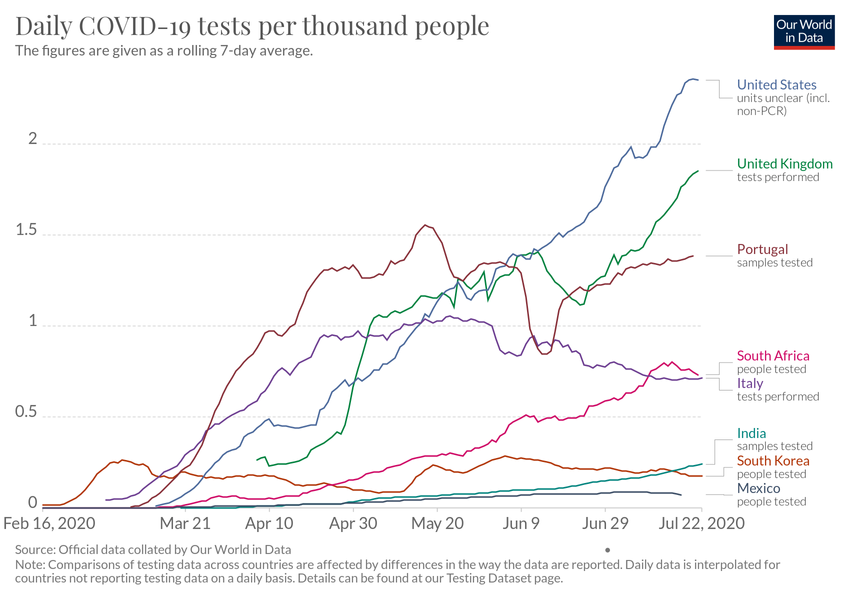 Daily COVID-19 tests per thousand people
The figures are given as a rolling 7-day average.
Our World
in Data
United States
units unclear (incl.
non-PCR)
2
United Kingdom
tests performed
1.5
Portugal
samples tested
1
South Africa
people tested
Italy
tests performed
0.5
India
samples tested
South Korea
people tested
Mexico
people tested
0
Feb 16, 2020 Mar 21 Apr 10 Apr 30 May 20 Jun 9 Jun 29 Jul 22, 2020
Source: Official data collated by Our World in Data
Note: Comparisons of testing data across countries are affected by differences in the way the data are reported. Daily data is interpolated for
countries not reporting testing data on a daily basis. Details can be found at our Testing Dataset page.